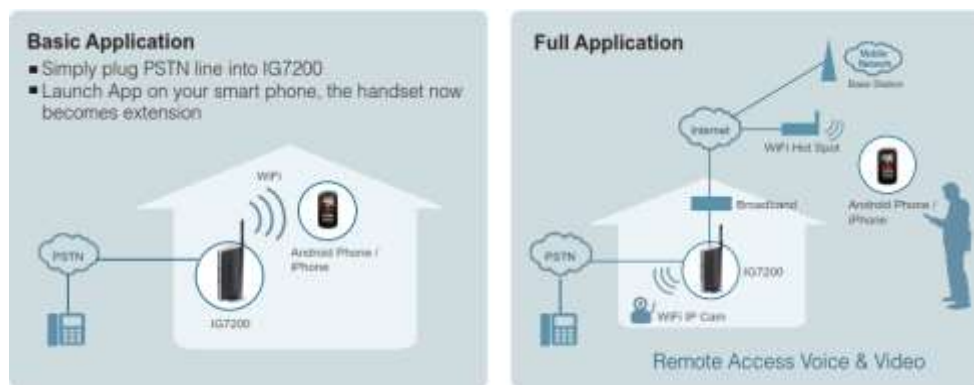 Basic Application
Simply plug PSTN line into IG7200
Launch App on your smart phone, the handset now
becomes extension
WiFi
PSTN
Android Phone /
iPhone
IG7200
Full Application
Mobile
Network
Base Station
Internet
WiFi Hot Spot
Broadband
Android Phone /
iPhone
PSTN
IG7200
WiFi IP Cam
Remote Access Voice & Video